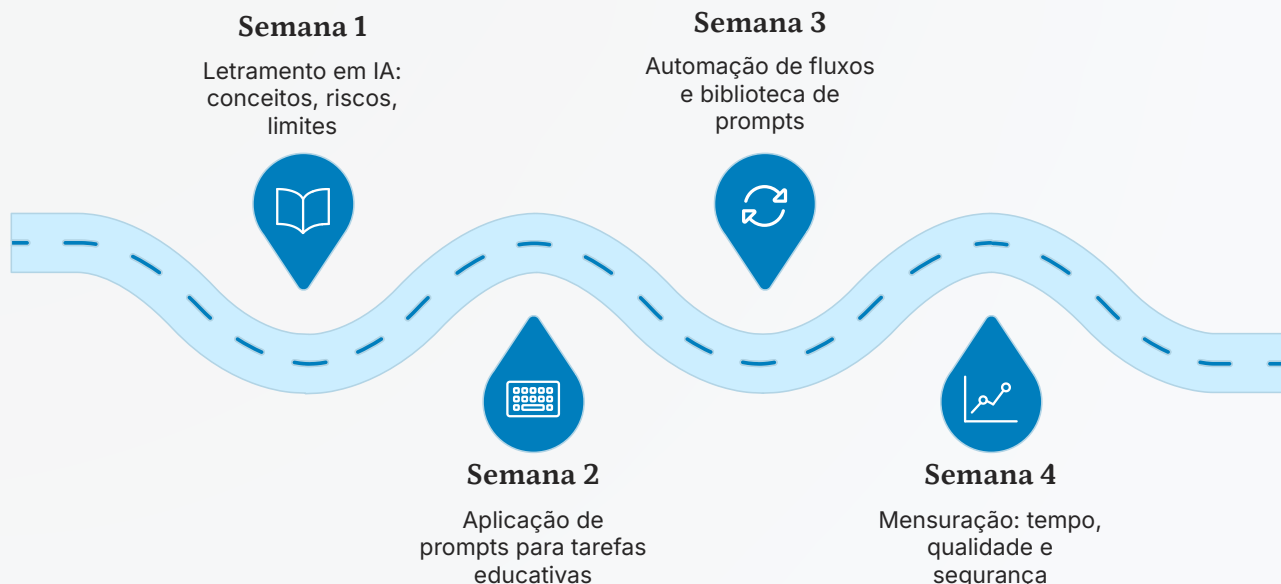 Semana 1
Letramento em IA:
conceitos, riscos,
limites
Semana 2
Aplicação de
prompts para tarefas
educativas
Semana 3
Automação de fluxos
e biblioteca de
prompts
Semana 4
Mensuração: tempo,
qualidade e
segurança